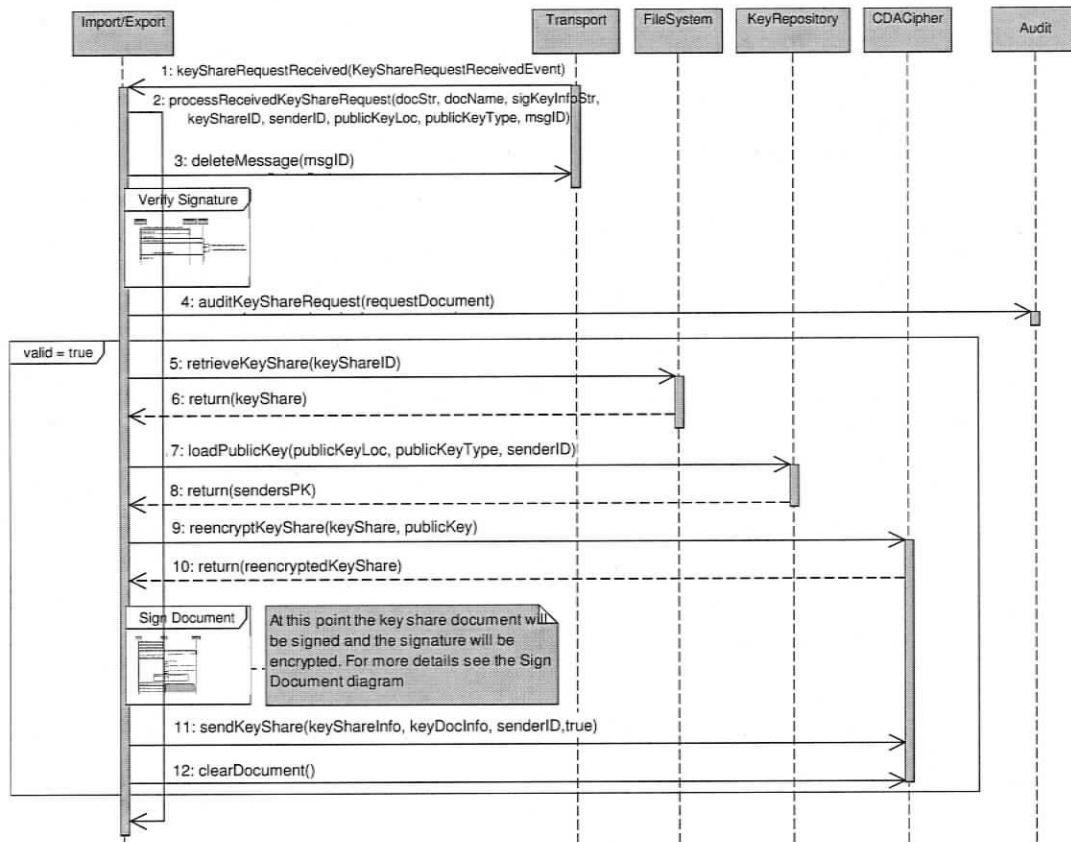 Import/Export
Transport
FileSystem
KeyRepository
CDACipher
Audit
1: keyShareRequestReceived(KeyShareRequestReceivedEvent)
2: processReceivedKeyShareRequest(docStr, docName, sigKeyInfoStr,
keyShareID, senderID, publicKeyLoc, publicKeyType, msgID)
3: deleteMessage(msgID)
Verify Signature
4: auditKeyShareRequest(requestDocument)
valid = true
5: retrieveKeyShare(keyShareID)
6: return(keyShare)
7: loadPublicKey(publicKeyLoc, publicKeyType, senderID)
8: return(sendersPK)
9: reencryptKeyShare(keyShare, publicKey)
10: return(reencryptedKeyShare)
Sign Document
At this point the key share document will
be signed and the signature will be
encrypted. For more details see the Sign
Document diagram
11: sendKeyShare(keyShareInfo, keyDocInfo, senderID,true)
12: clearDocument()